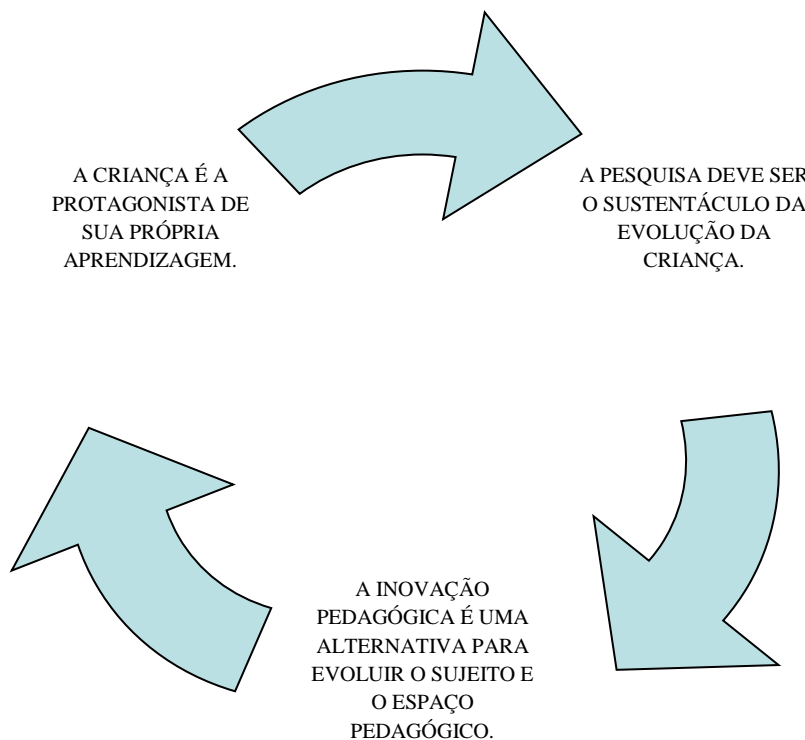 A CRIANÇA É A
PROTAGONISTA DE
SUA PRÓPRIA
APRENDIZAGEM.
A PESQUISA DEVE SER
O SUSTENTÁCULO DA
EVOLUÇÃO DA
CRIANÇA.
A INOVAÇÃO
PEDAGÓGICA É UMA
ALTERNATIVA PARA
EVOLUIR O SUJEITO E
O ESPAÇO
PEDAGÓGICO.